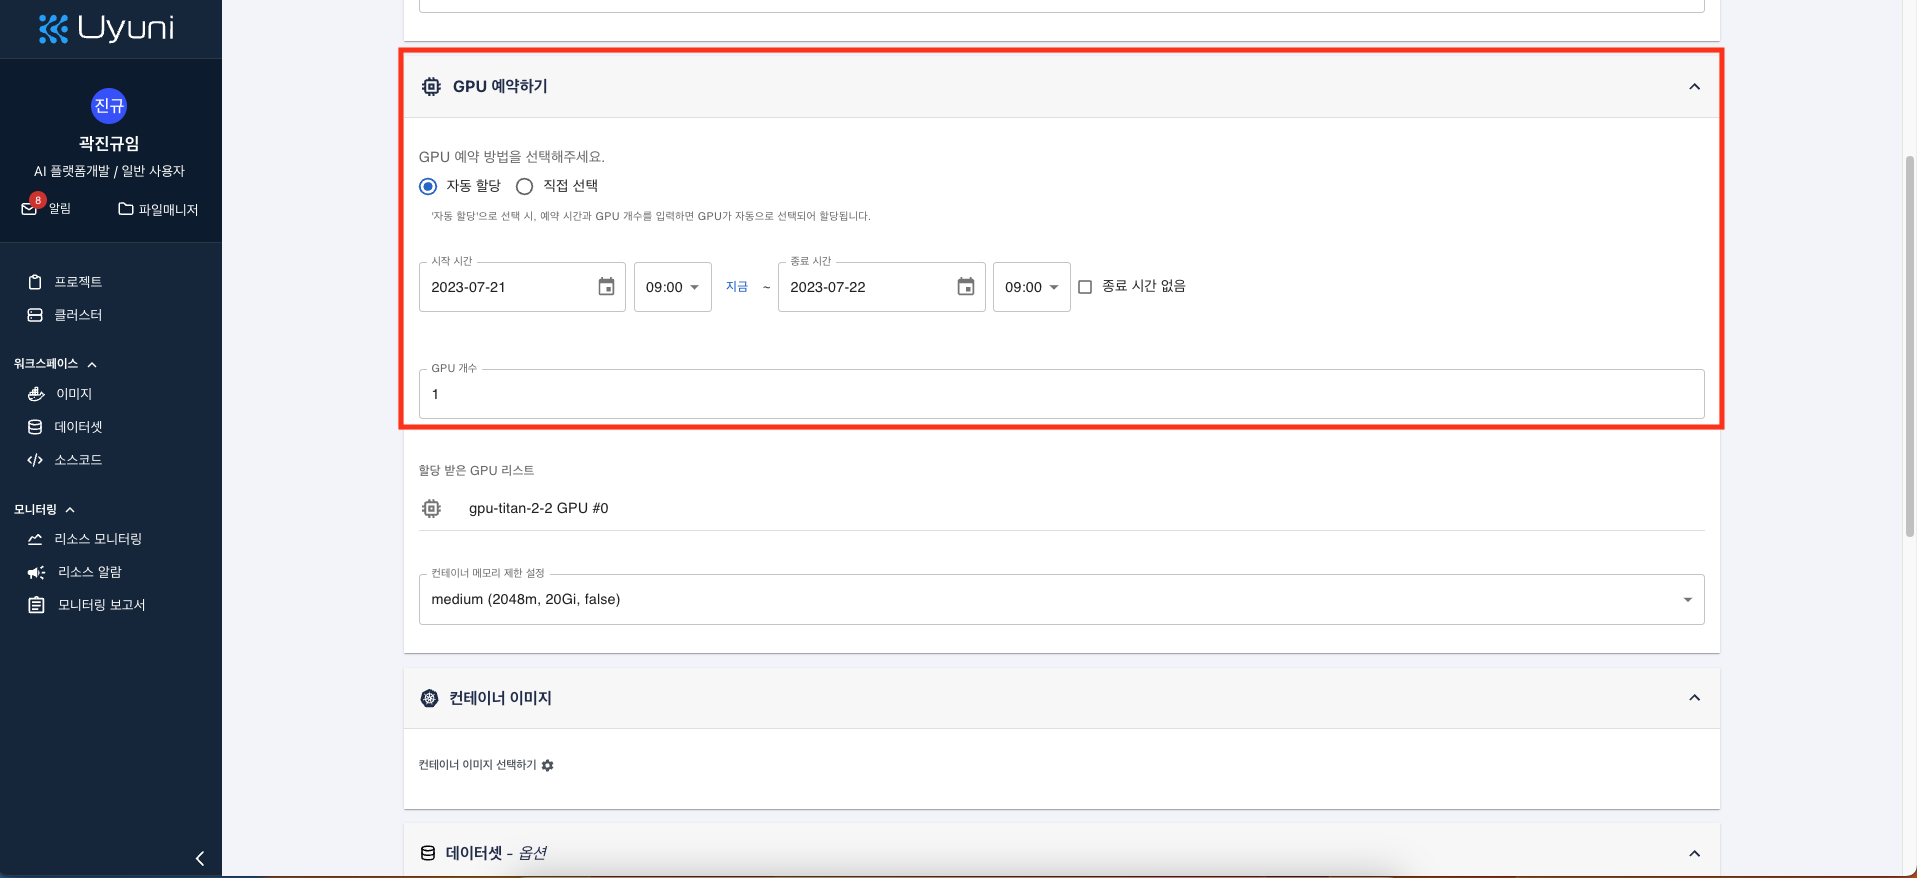 Uyuni
진규
곽진규임
AI 플랫폼개발 / 일반 사용자
8
알림
파일매니저
프로젝트
클러스터
워크스페이스
이미지
데이터셋
소스코드
모니터링
리소스 모니터링
리소스 알람
모니터링 보고서
GPU 예약하기
GPU 예약 방법을 선택해주세요.
자동 할당 직접 선택
'자동 할당'으로 선택 시, 예약 시간과 GPU 개수를 입력하면 GPU가 자동으로 선택되어 할당됩니다.
시작 시간 종료 시간
2023-07-21 09:00 지금 ~ 2023-07-22 09:00 종료 시간 없음
GPU 개수
1
할당 받은 GPU 리스트
gpu-titan-2-2 GPU #0
컨테이너 메모리 제한 설정
medium (2048m, 20Gi, false)
컨테이너 이미지
컨테이너 이미지 선택하기
데이터셋 - 옵션